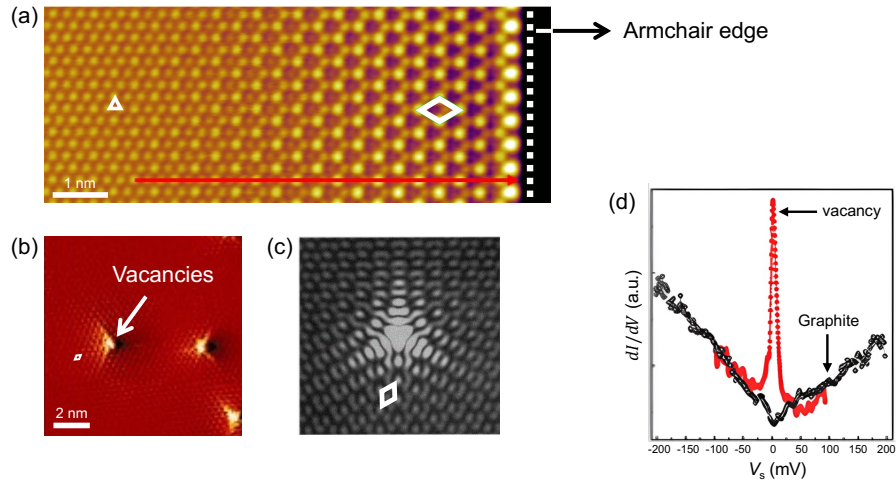 (a)
Armchair edge
1 nm
(b)
Vacancies
2 nm
(c)
(d)
vacancy
Graphite
dI/dV (a.u.)
-200 -150 -100 -50 0 50 100 150 200
Vs (mV)